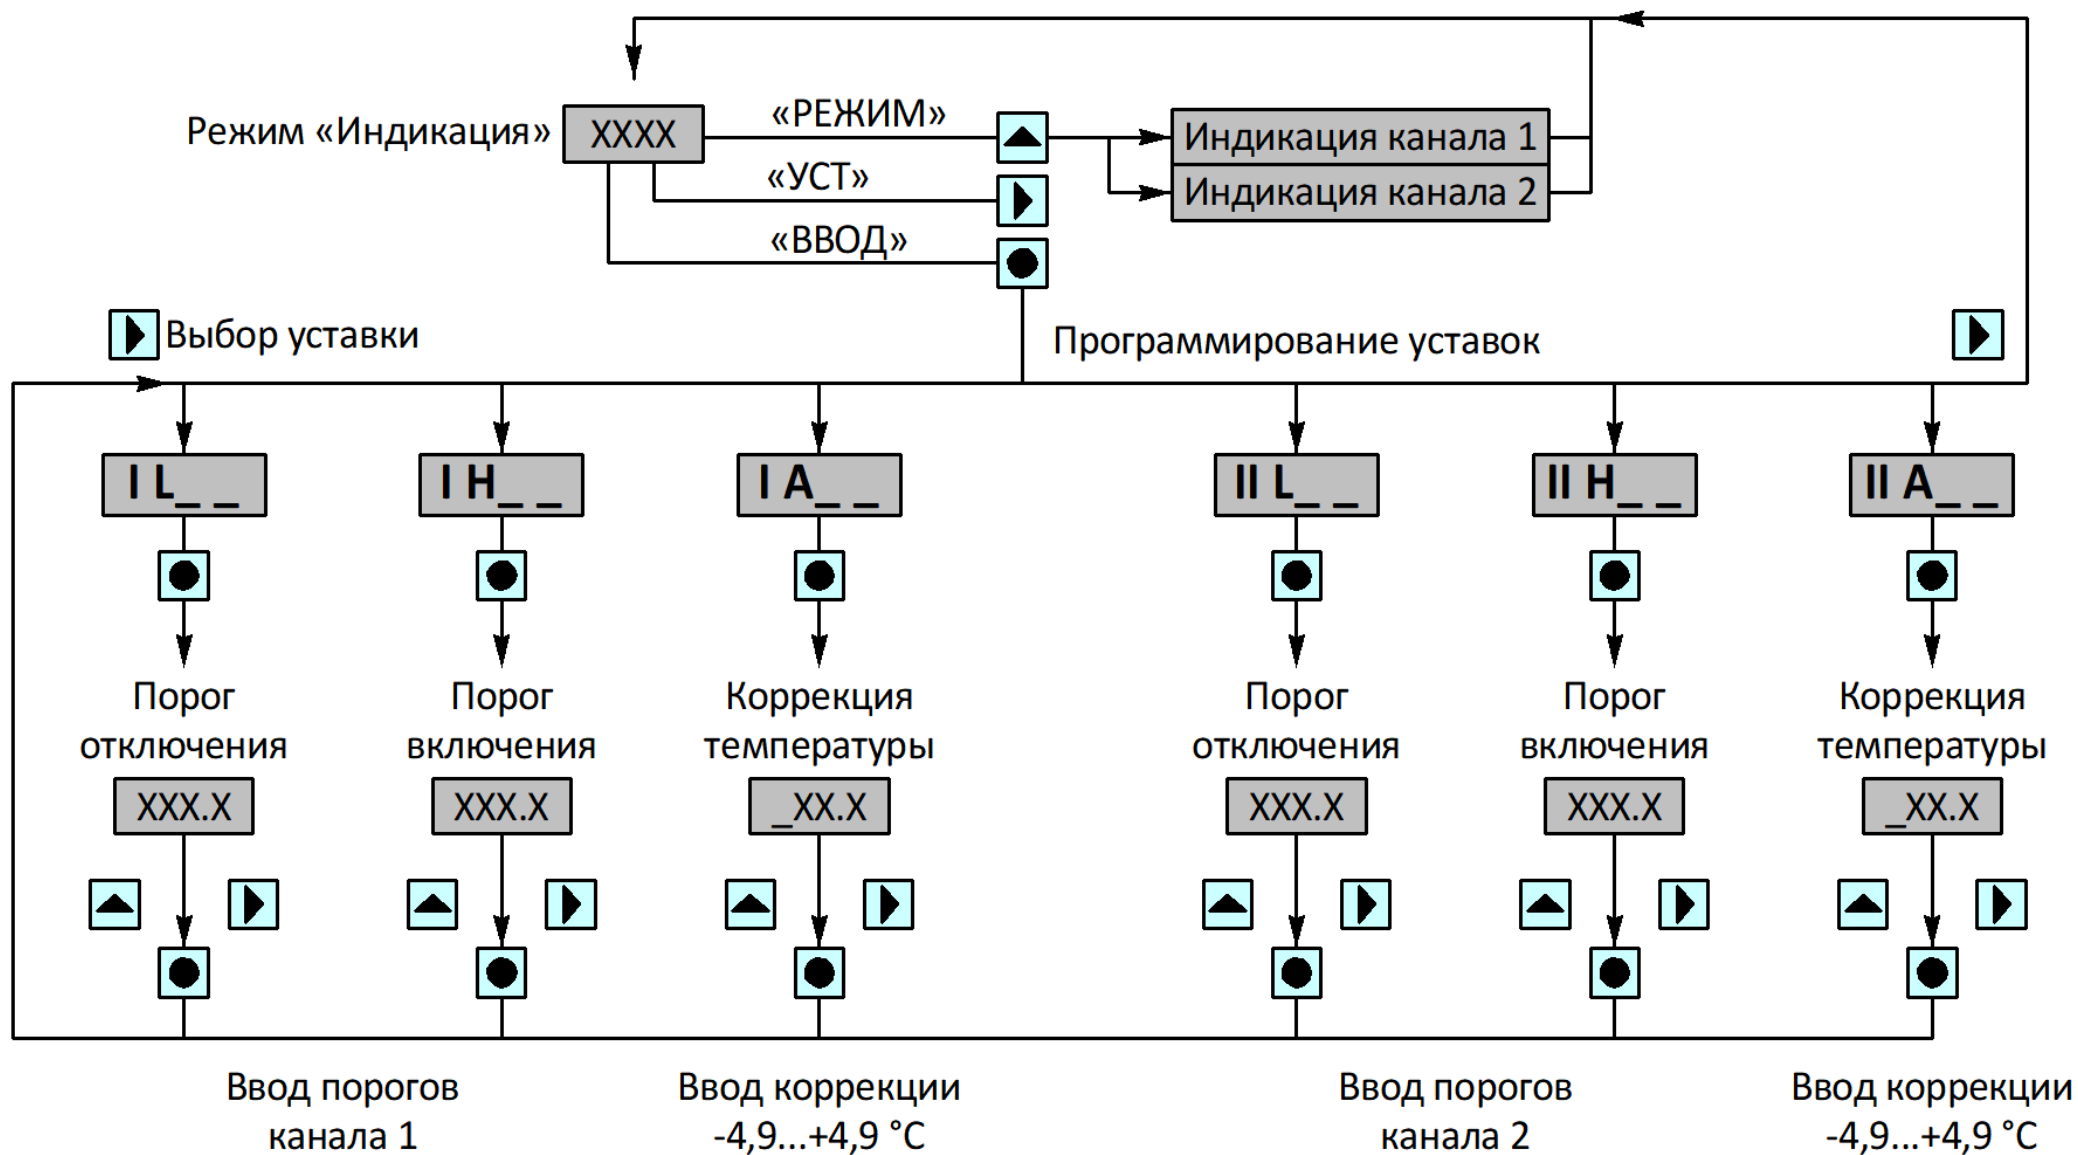 «РЕЖИМ»
Режим «Индикация» XXXX
Индикация канала 1
«УСТ»
Индикация канала 2
«ВВОД»
Выбор уставки
Программирование уставок
I L_ _
I H_ _
I A_ _
II L_ _
II H_ _
II A_ _
Порог
отключения
Порог
включения
Коррекция
температуры
Порог
отключения
Порог
включения
Коррекция
температуры
XXX.X
XXX.X
_XX.X
XXX.X
XXX.X
_XX.X
Ввод порогов
канала 1
Ввод коррекции
-4,9...+4,9 °C
Ввод порогов
канала 2
Ввод коррекции
-4,9...+4,9 °C